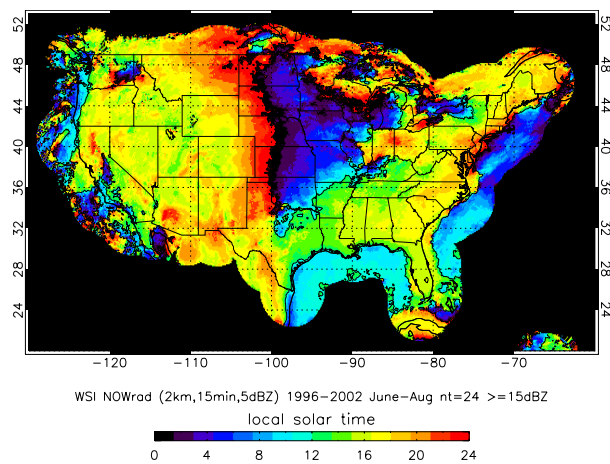 52 52
48 48
44 44
40 40
36 36
32 32
28 28
24 24
-120 -110 -100 -90 -80 -70
WSI NOWrad (2km,15min,5dBZ) 1996-2002 June-Aug nt=24 >=15dBZ
local solar time
0 4 8 12 16 20 24